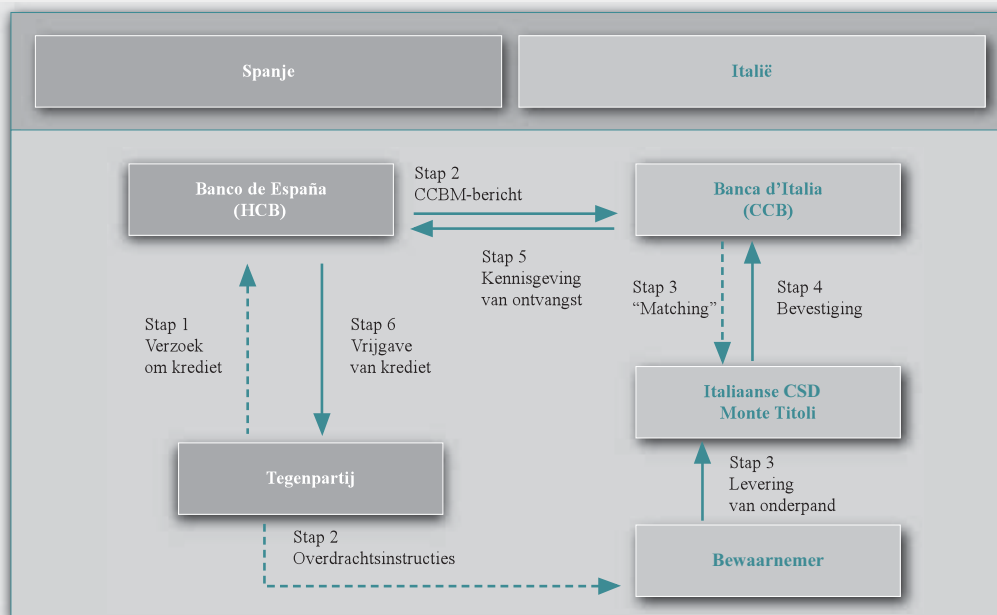 Spanje
Italië
Banco de España
(HCB)
Stap 2
CCBM-bericht
Banca d’Italia
(CCB)
Stap 5
Kennisgeving
van ontvangst
Stap 3
“Matching”
Stap 4
Bevestiging
Stap 1
Verzoek
om krediet
Stap 6
Vrijgave
van krediet
Italiaanse CSD
Monte Titoli
Tegenpartij
Stap 3
Levering
van onderpand
Stap 2
Overdrachtsinstructies
Bewaarnemer